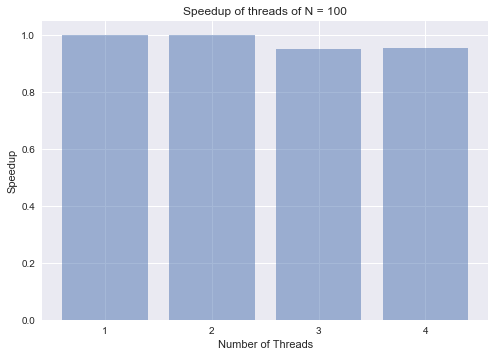 Speedup of threads of N = 100
Speedup
1.0
0.8
0.6
0.4
0.2
0.0
1 2 3 4
Number of Threads